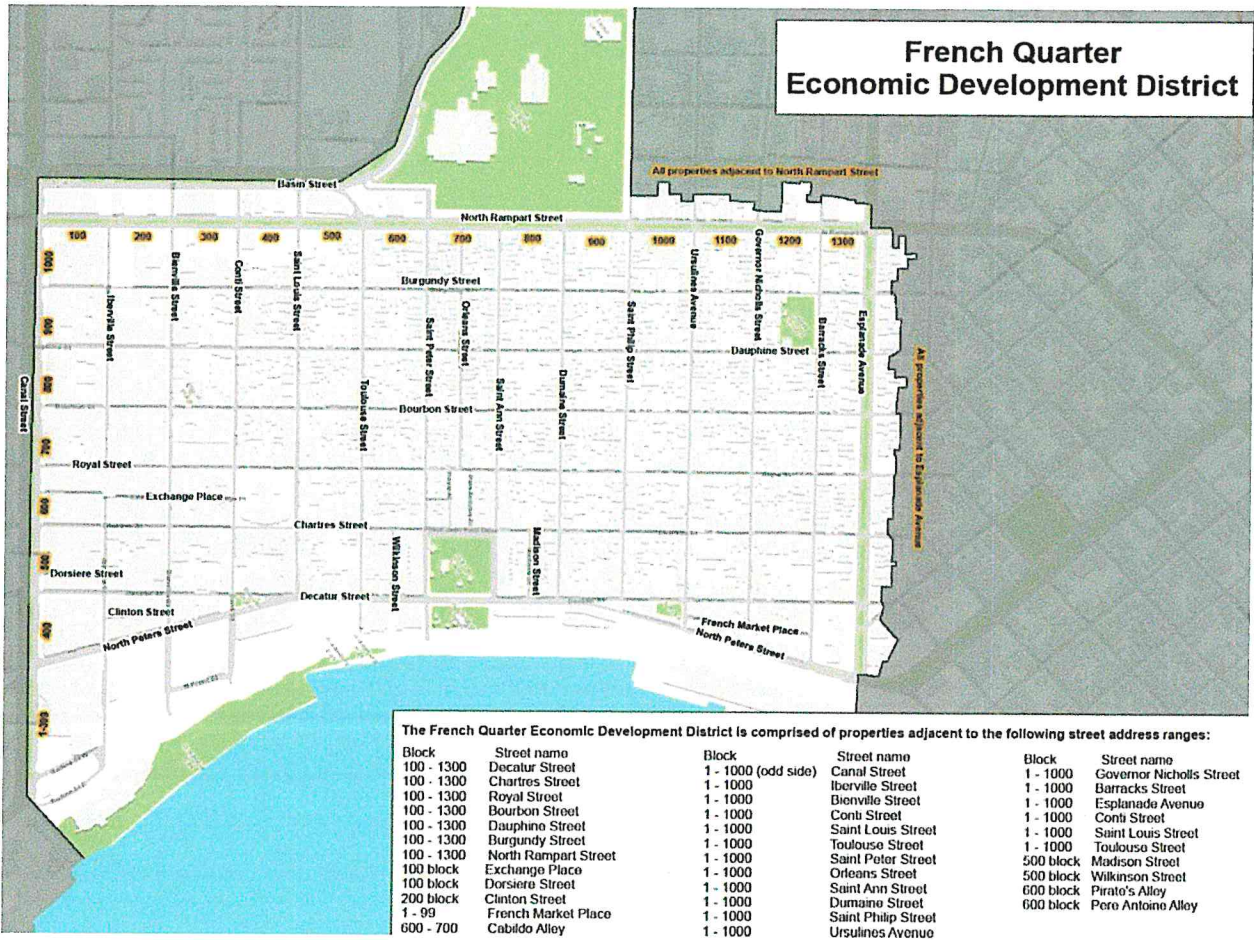 French Quarter
Economic Development District
All properties adjacent to North Rampart Street
Basin Street
North Rampart Street
100 200 300 400 500 600 700 800 900 1000 1100 1200 1300
1000
900
800
700
600
500
400
1-399
Canal Street
Iberville Street
Bienville Street
Conti Street
Saint Louis Street
Toulouse Street
Saint Peter Street
Orleans Street
Saint Ann Street
Dumaine Street
Saint Philip Street
Ursulines Avenue
Governor Nicholls Street
Barracks Street
Esplanade Avenue
All properties adjacent to Esplanade Avenue
Burgundy Street
Dauphine Street
Bourbon Street
Royal Street
Exchange Place
Chartres Street
Wilkinson Street
Madison Street
Dorsiere Street
Decatur Street
Clinton Street
North Peters Street
French Market Place
North Peters Street
The French Quarter Economic Development District is comprised of properties adjacent to the following street address ranges:
Block Street name
100 - 1300 Decatur Street
100 - 1300 Chartres Street
100 - 1300 Royal Street
100 - 1300 Bourbon Street
100 - 1300 Dauphine Street
100 - 1300 Burgundy Street
100 - 1300 North Rampart Street
100 block Exchange Place
100 block Dorsiere Street
200 block Clinton Street
1 - 99 French Market Place
600 - 700 Cabildo Alley
Block Street name
1 - 1000 (odd side) Canal Street
1 - 1000 Iberville Street
1 - 1000 Bienville Street
1 - 1000 Conti Street
1 - 1000 Saint Louis Street
1 - 1000 Toulouse Street
1 - 1000 Saint Peter Street
1 - 1000 Orleans Street
1 - 1000 Saint Ann Street
1 - 1000 Dumaine Street
1 - 1000 Saint Philip Street
1 - 1000 Ursulines Avenue
Block Street name
1 - 1000 Governor Nicholls Street
1 - 1000 Barracks Street
1 - 1000 Esplanade Avenue
1 - 1000 Conti Street
1 - 1000 Saint Louis Street
1 - 1000 Toulouse Street
500 block Madison Street
500 block Wilkinson Street
600 block Pirate's Alley
600 block Pere Antoine Alley